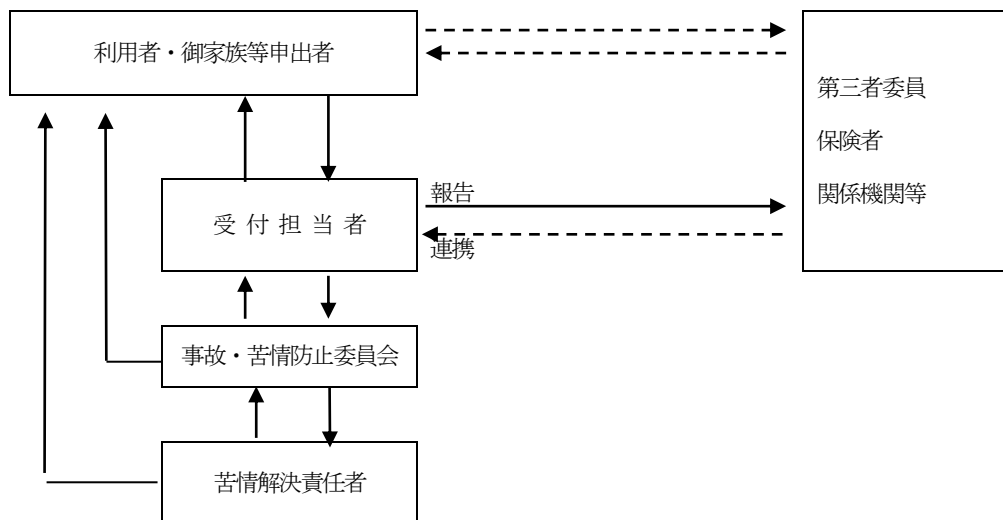 利用者・御家族等申出者
第三者委員
保険者
関係機関等
報告
受付担当者
連携
事故・苦情防止委員会
苦情解決責任者